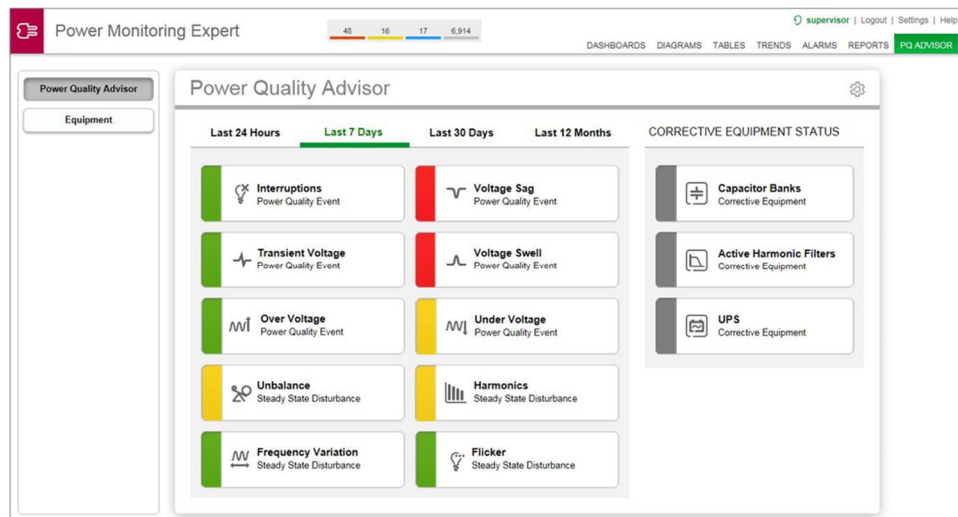 Power Monitoring Expert
48 16 17 6,914
supervisor | Logout | Settings | Help
DASHBOARDS DIAGRAMS TABLES TRENDS ALARMS REPORTS PQ ADVISOR
Power Quality Advisor
Equipment
Power Quality Advisor
Last 24 Hours Last 7 Days Last 30 Days Last 12 Months
CORRECTIVE EQUIPMENT STATUS
Interruptions
Power Quality Event
Voltage Sag
Power Quality Event
Capacitor Banks
Corrective Equipment
Transient Voltage
Power Quality Event
Voltage Swell
Power Quality Event
Active Harmonic Filters
Corrective Equipment
Over Voltage
Power Quality Event
Under Voltage
Power Quality Event
UPS
Corrective Equipment
Unbalance
Steady State Disturbance
Harmonics
Steady State Disturbance
Frequency Variation
Steady State Disturbance
Flicker
Steady State Disturbance